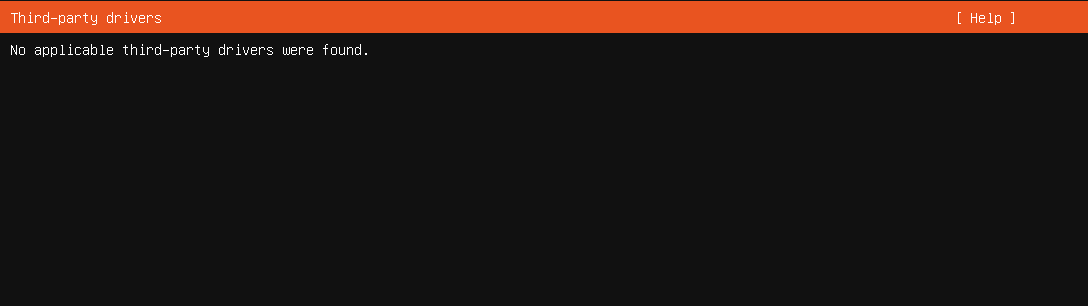 Third-party drivers [ Help ]
No applicable third-party drivers were found.